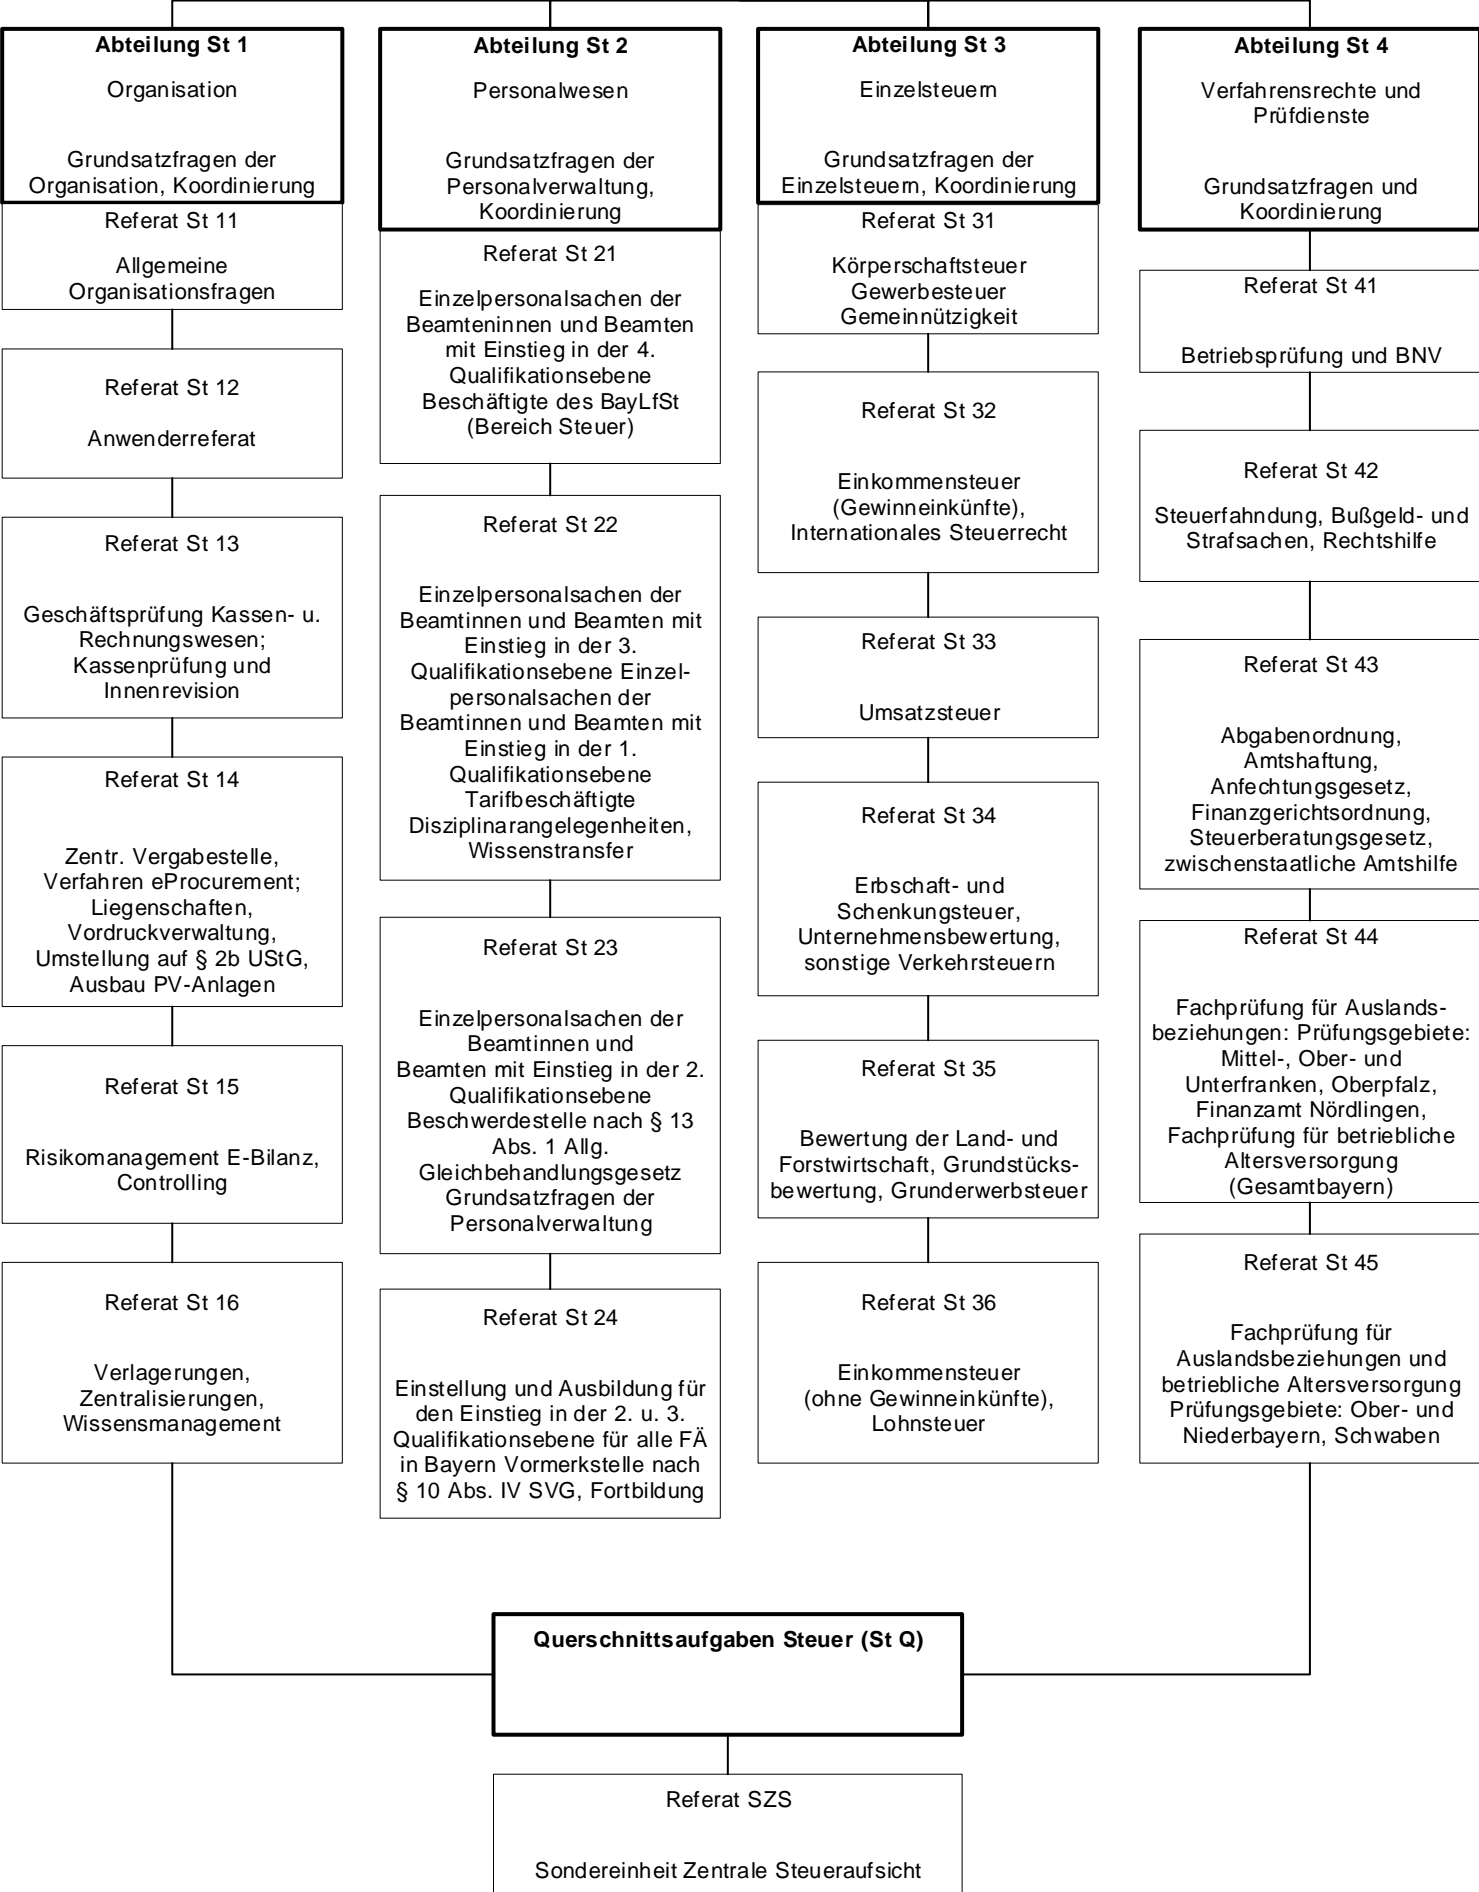 Abteilung St 1
Organisation
Grundsatzfragen der
Organisation, Koordinierung
Referat St 11
Allgemeine
Organisationsfragen
Referat St 12
Anwenderreferat
Referat St 13
Geschäftsprüfung Kassen- u.
Rechnungswesen;
Kassenprüfung und
Innenrevision
Referat St 14
Zentr. Vergabestelle,
Verfahren eProcurement;
Liegenschaften,
Vordruckverwaltung,
Umstellung auf § 2b UStG,
Ausbau PV-Anlagen
Referat St 15
Risikomanagement E-Bilanz,
Controlling
Referat St 16
Verlagerungen,
Zentralisierungen,
Wissensmanagement
Abteilung St 2
Personalwesen
Grundsatzfragen der
Personalverwaltung,
Koordinierung
Referat St 21
Einzelpersonalsachen der
Beamteninnen und Beamten
mit Einstieg in der 4.
Qualifikationsebene
Beschäftigte des BayLfSt
(Bereich Steuer)
Referat St 22
Einzelpersonalsachen der
Beamtinnen und Beamten mit
Einstieg in der 3.
Qualifikationsebene Einzel-
personalsachen der
Beamtinnen und Beamten mit
Einstieg in der 1.
Qualifikationsebene
Tarifbeschäftigte
Disziplinarangelegenheiten,
Wissenstransfer
Referat St 23
Einzelpersonalsachen der
Beamtinnen und
Beamten mit Einstieg in der 2.
Qualifikationsebene
Beschwerdestelle nach § 13
Abs. 1 Allg.
Gleichbehandlungsgesetz
Grundsatzfragen der
Personalverwaltung
Referat St 24
Einstellung und Ausbildung für
den Einstieg in der 2. u. 3.
Qualifikationsebene für alle FÄ
in Bayern Vormerkstelle nach
§ 10 Abs. IV SVG, Fortbildung
Abteilung St 3
Einzelsteuern
Grundsatzfragen der
Einzelsteuern, Koordinierung
Referat St 31
Körperschaftsteuer
Gewerbesteuer
Gemeinnützigkeit
Referat St 32
Einkommensteuer
(Gewinneinkünfte),
Internationales Steuerrecht
Referat St 33
Umsatzsteuer
Referat St 34
Erbschaft- und
Schenkungsteuer,
Unternehmensbewertung,
sonstige Verkehrsteuern
Referat St 35
Bewertung der Land- und
Forstwirtschaft, Grundstücks-
bewertung, Grunderwerbsteuer
Referat St 36
Einkommensteuer
(ohne Gewinneinkünfte),
Lohnsteuer
Abteilung St 4
Verfahrensrechte und
Prüfdienste
Grundsatzfragen und
Koordinierung
Referat St 41
Betriebsprüfung und BNV
Referat St 42
Steuerfahndung, Bußgeld- und
Strafsachen, Rechtshilfe
Referat St 43
Abgabenordnung,
Amtshaftung,
Anfechtungsgesetz,
Finanzgerichtsordnung,
Steuerberatungsgesetz,
zwischenstaatliche Amtshilfe
Referat St 44
Fachprüfung für Auslands-
beziehungen: Prüfungsgebiete:
Mittel-, Ober- und
Unterfranken, Oberpfalz,
Finanzamt Nördlingen,
Fachprüfung für betriebliche
Altersversorgung
(Gesamtbayern)
Referat St 45
Fachprüfung für
Auslandsbeziehungen und
betriebliche Altersversorgung
Prüfungsgebiete: Ober- und
Niederbayern, Schwaben
Querschnittsaufgaben Steuer (St Q)
Referat SZS
Sondereinheit Zentrale Steueraufsicht